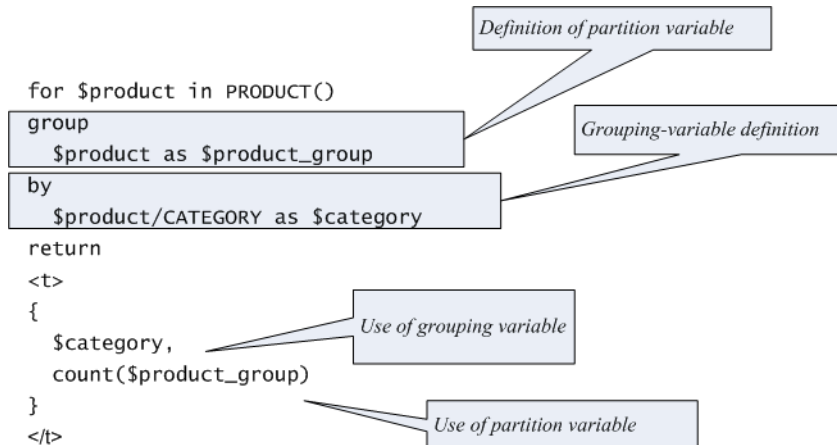 Definition of partition variable
for $product in PRODUCT()
group
$product as $product_group
Grouping-variable definition
by
$product/CATEGORY as $category
return
<t>
{
Use of grouping variable
$category,
count($product_group)
}
Use of partition variable
</t>